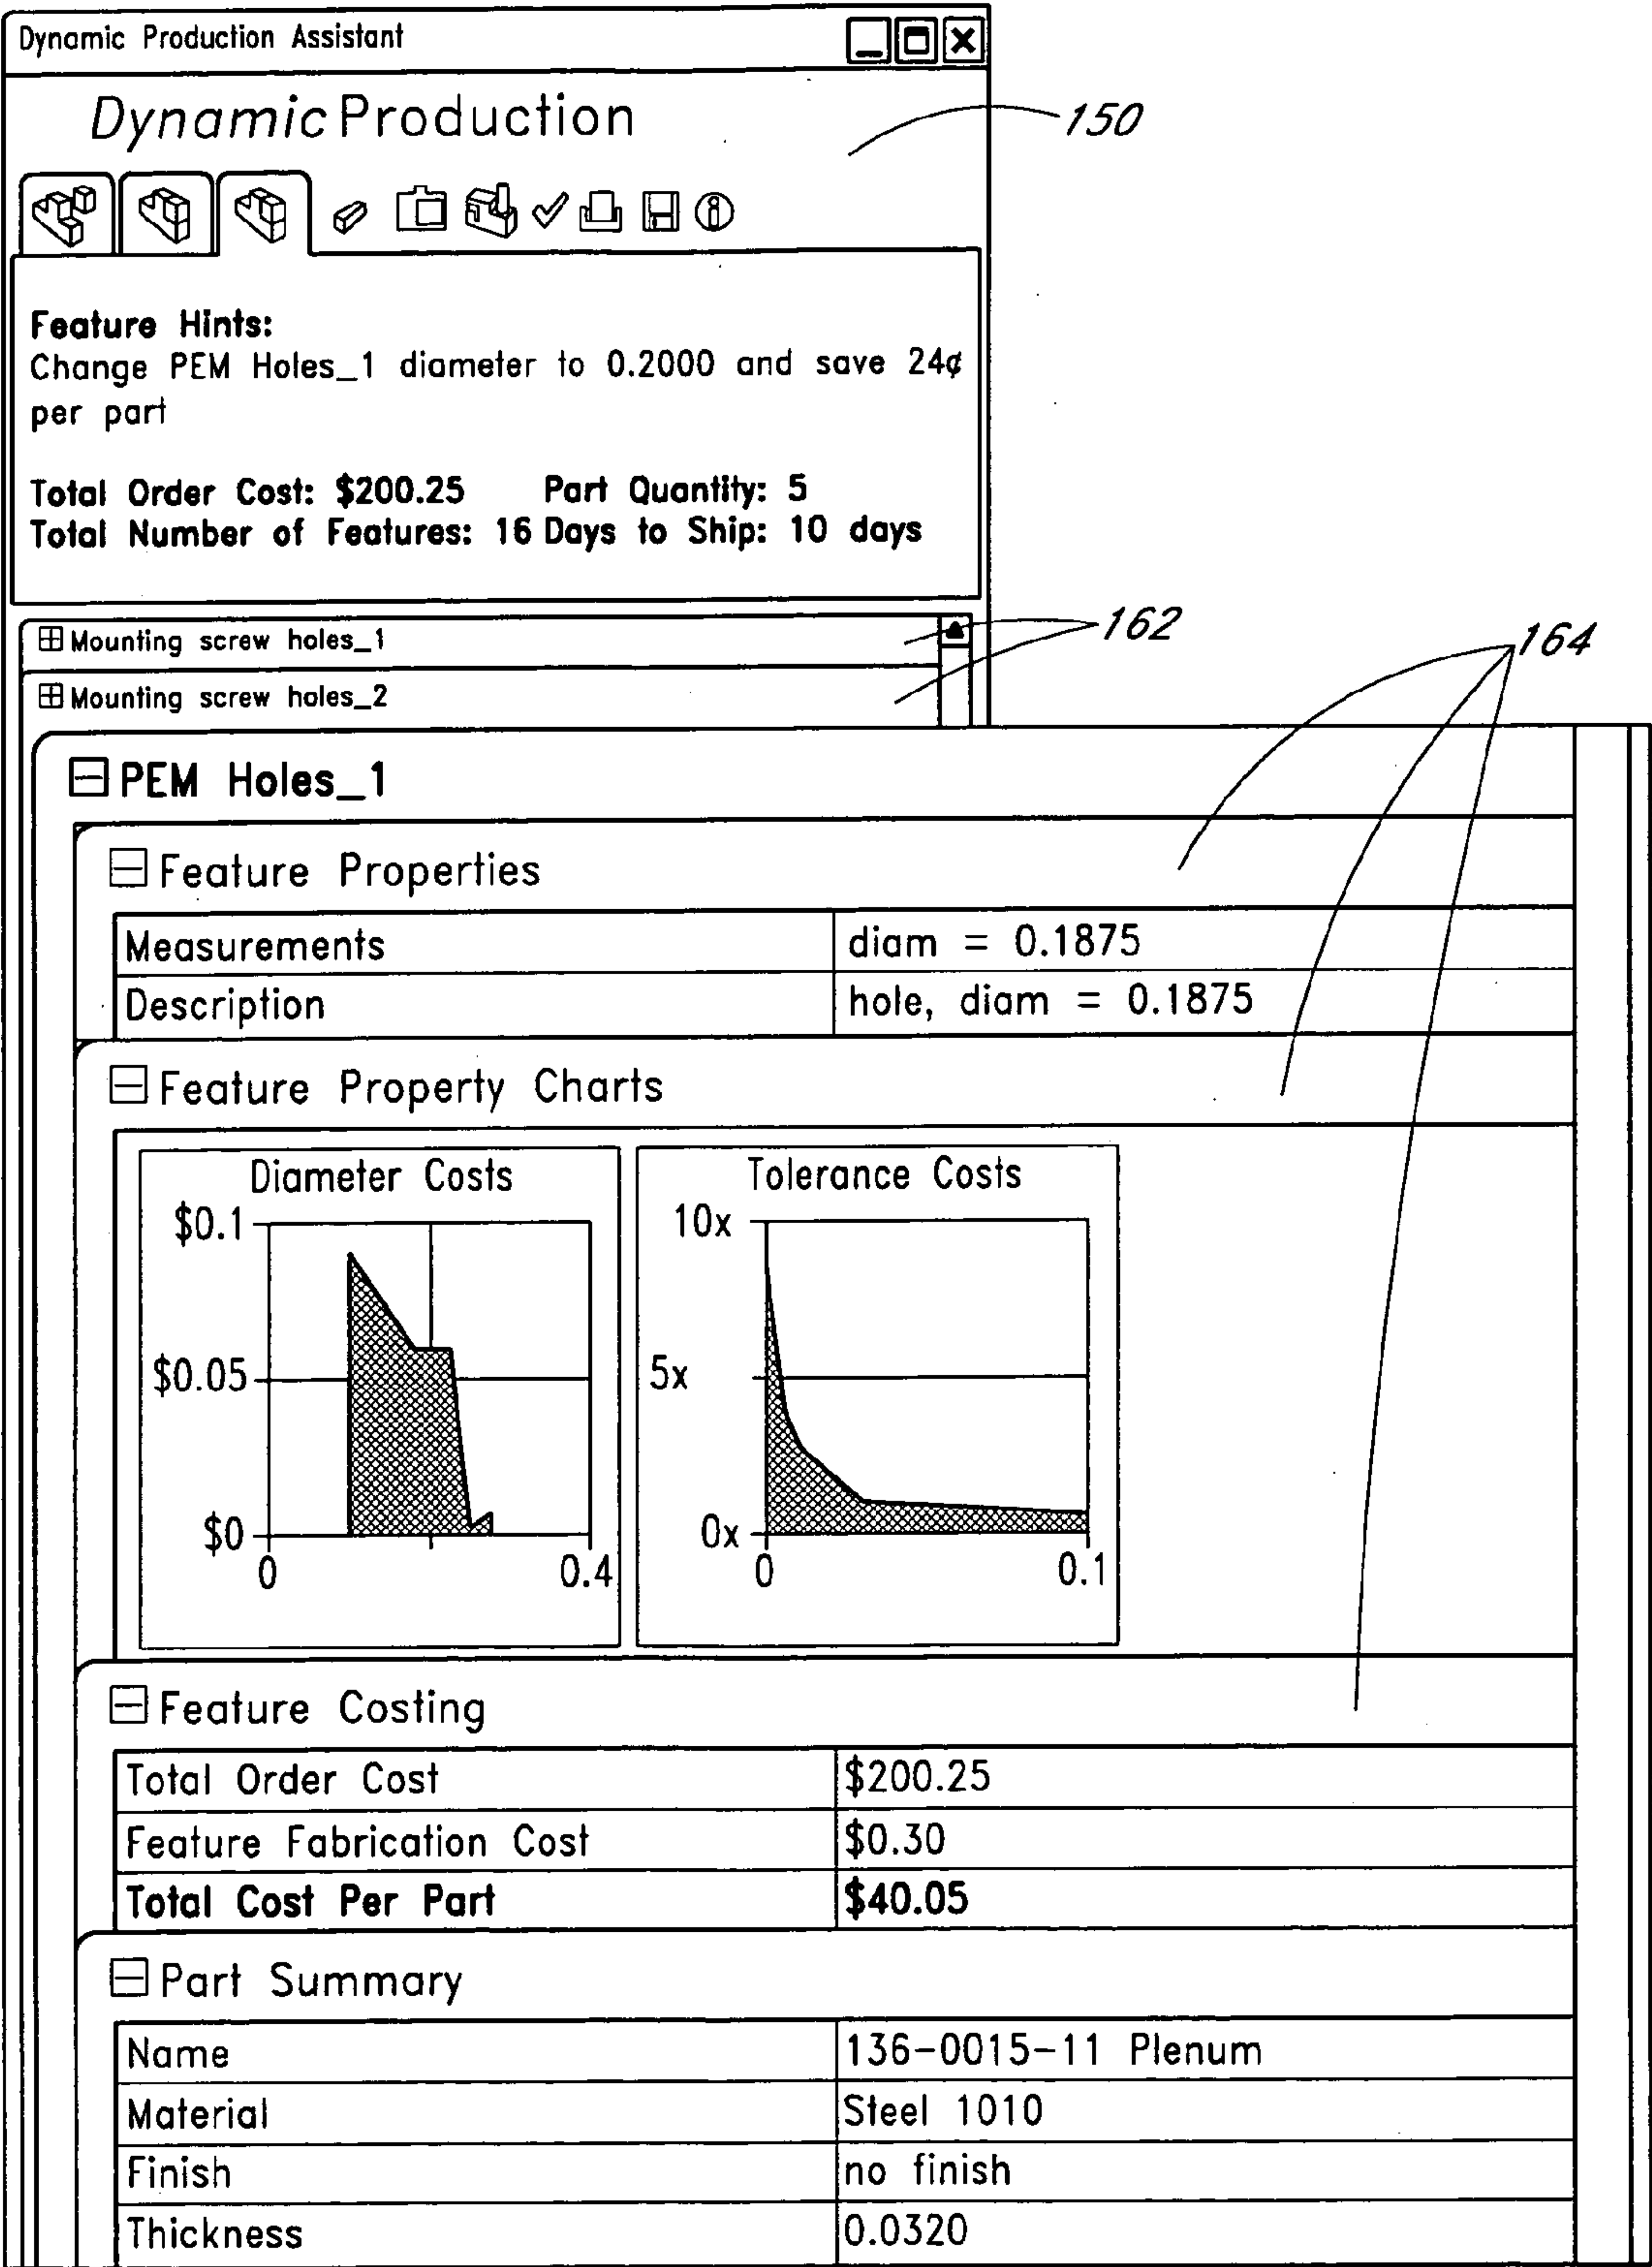 Dynamic Production Assistant
Dynamic Production
150
Feature Hints:
Change PEM Holes_1 diameter to 0.2000 and save 24¢
per part
Total Order Cost: $200.25 Part Quantity: 5
Total Number of Features: 16 Days to Ship: 10 days
Mounting screw holes_1
162
164
Mounting screw holes_2
PEM Holes_1
Feature Properties
Measurements diam = 0.1875
Description hole, diam = 0.1875
Feature Property Charts
Diameter Costs
$0.1
$0.05
$0
0 0.4
Tolerance Costs
10x
5x
0x
0 0.1
Feature Costing
Total Order Cost $200.25
Feature Fabrication Cost $0.30
Total Cost Per Part $40.05
Part Summary
Name 136-0015-11 Plenum
Material Steel 1010
Finish no finish
Thickness 0.0320